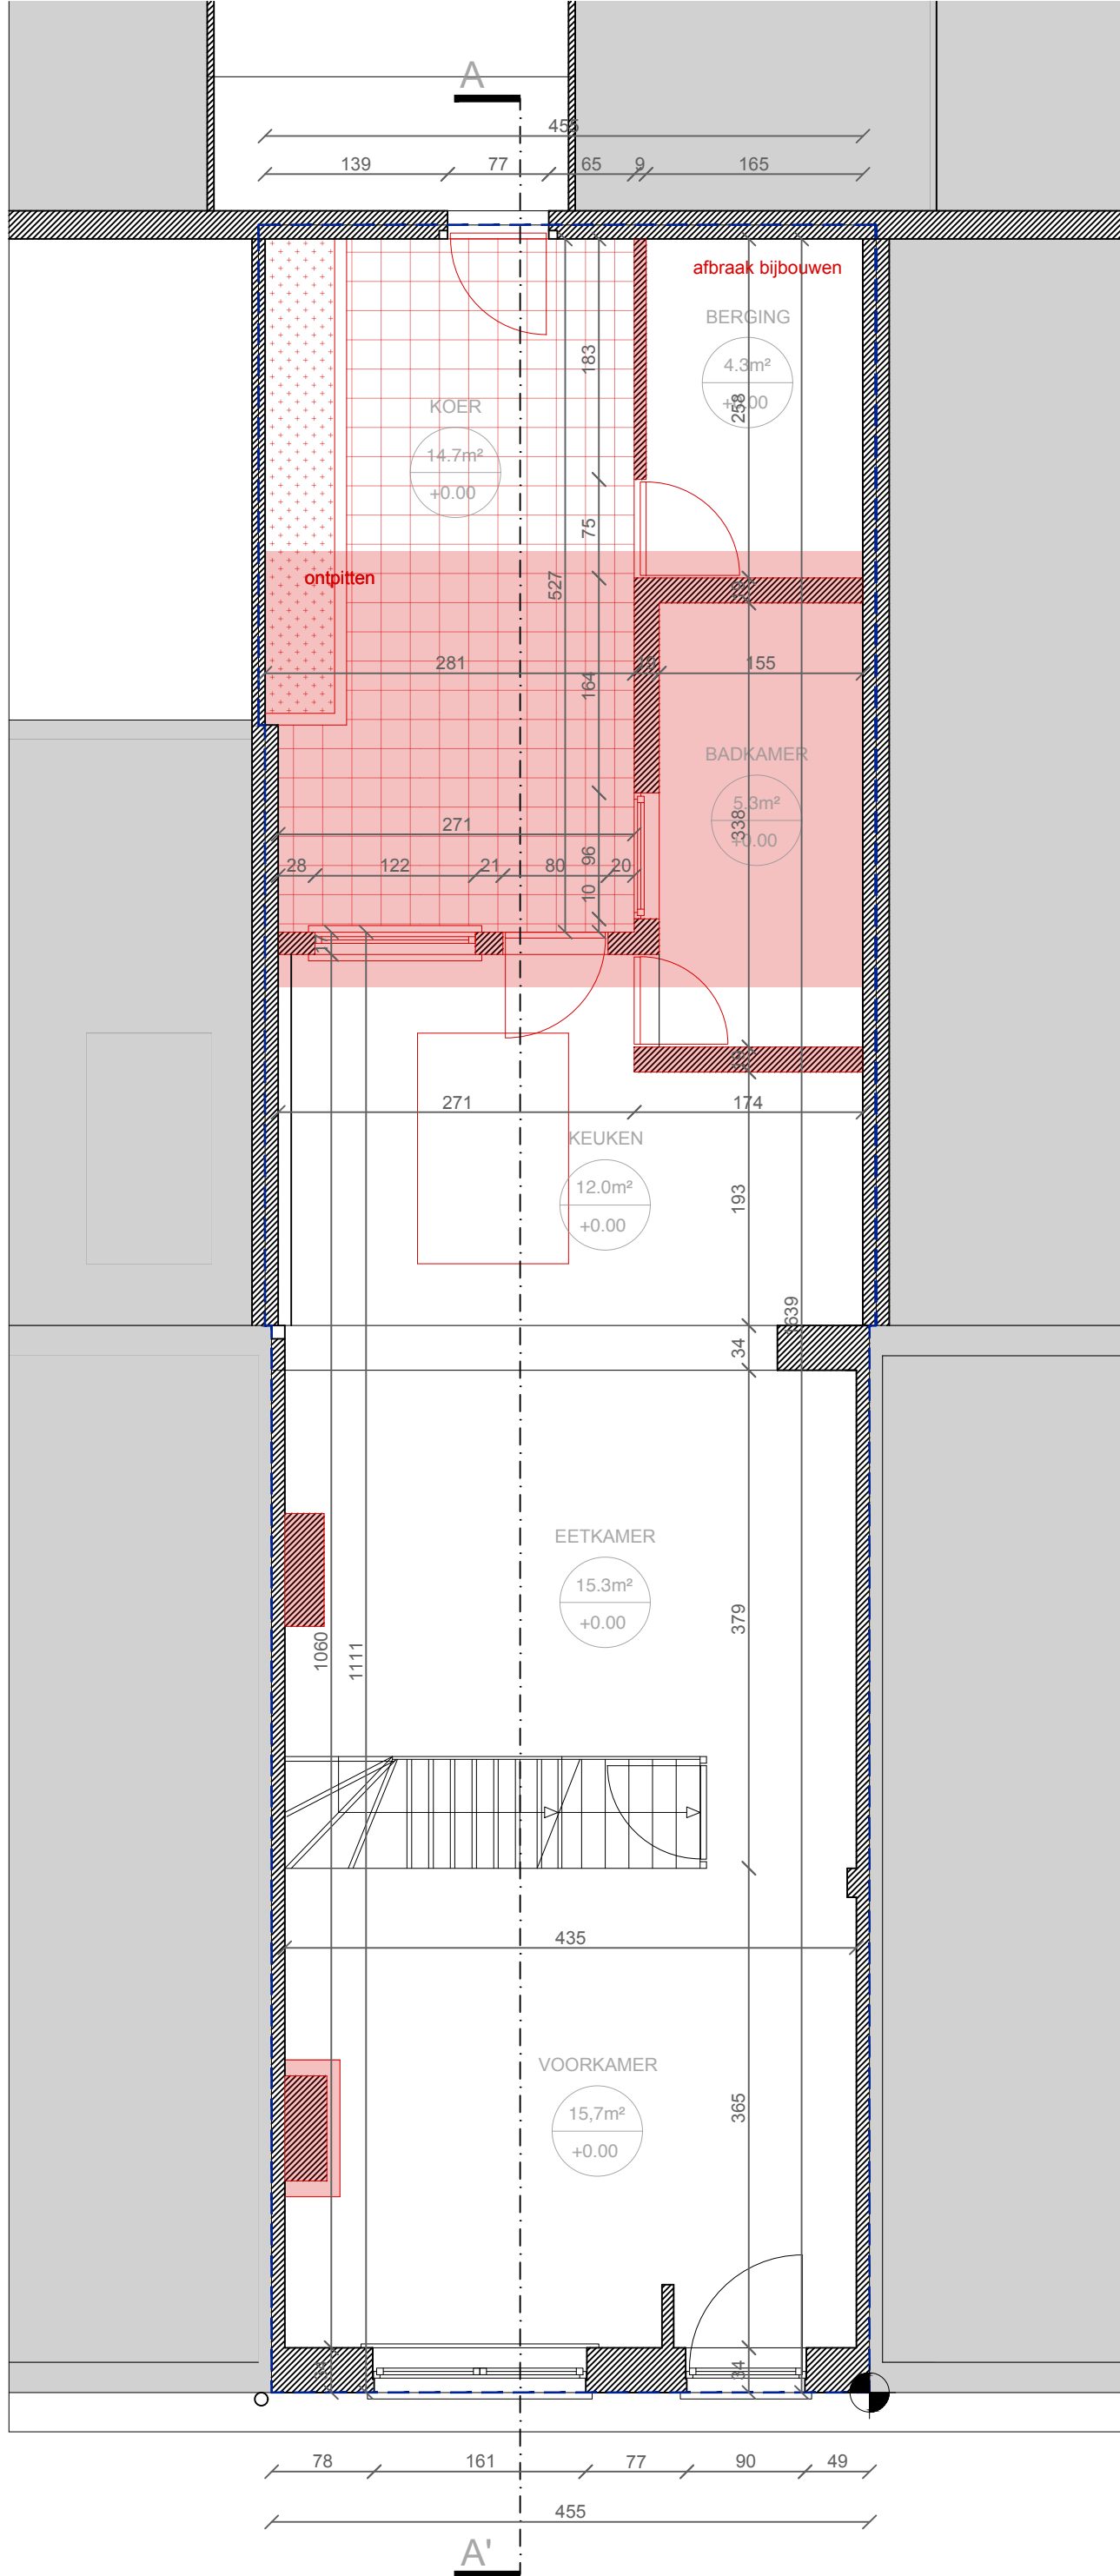 A
455
139 77 65 9 165
afbraak bijbouwen
BERGING
4.3m²
+0.00
258
183
KOER
14.7m²
+0.00
75
527
ontpitten
281 155
164
BADKAMER
5.3m²
+0.00
338
271
28 122 21 80 20
96
10
17
271 174
KEUKEN
12.0m²
+0.00
193
1639
34
EETKAMER
15.3m²
+0.00
379
1060
1111
435
VOORKAMER
15,7m²
+0.00
365
34
78 161 77 90 49
455
A'